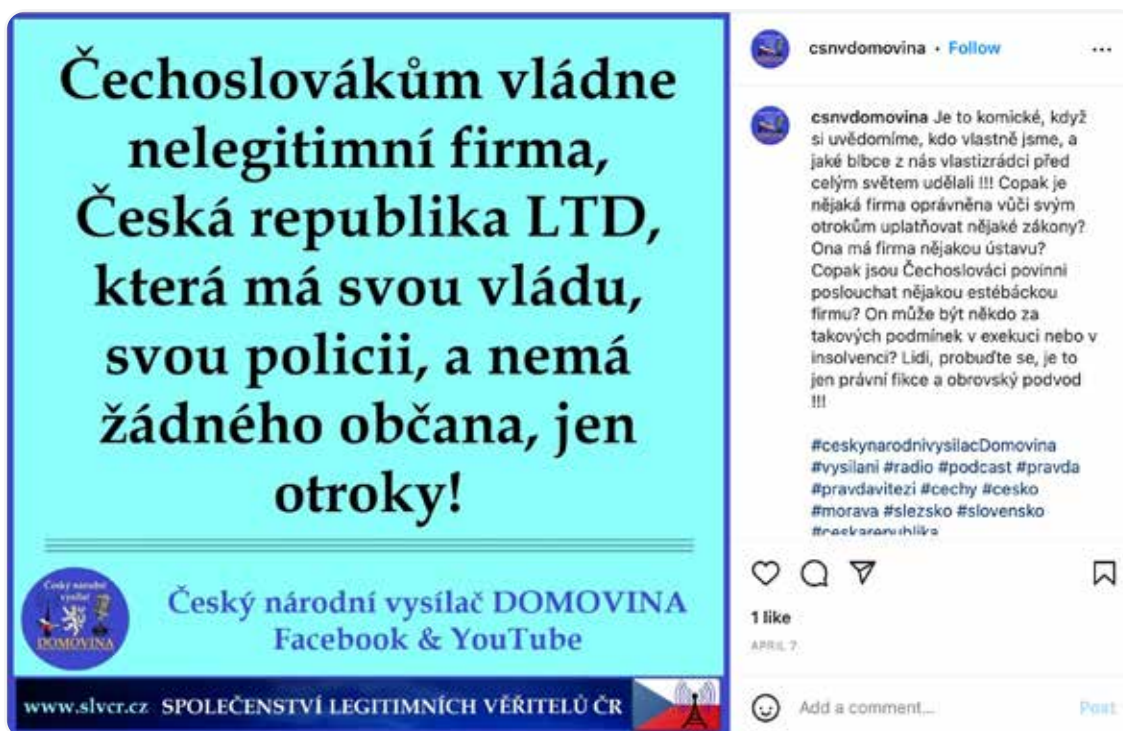 Čechoslovákům vládne
nelegitimní firma,
Česká republika LTD,
která má svou vládu,
svou policii, a nemá
žádného občana, jen
otroky!
Český národní
vysílač
DOMOVINA
Český národní vysílač DOMOVINA
Facebook & YouTube
www.slvcr.cz SPOLEČENSTVÍ LEGITIMNÍCH VĚŘITELŮ ČR
csnvdomovina • Follow
csnvdomovina Je to komické, když
si uvědomíme, kdo vlastně jsme, a
jaké blbce z nás vlastizrádci před
celým světem udělali !!! Copak je
nějaká firma oprávněna vůči svým
otrokům uplatňovat nějaké zákony?
Ona má firma nějakou ústavu?
Copak jsou Čechoslováci povinni
poslouchat nějakou estébáckou
firmu? On může být někdo za
takových podmínek v exekuci nebo v
insolvenci? Lidi, probuďte se, je to
jen právní fikce a obrovský podvod
!!!
#ceskynarodnivysilacDomovina
#vysilani #radio #podcast #pravda
#pravdavitezi #cechy #cesko
#morava #slezsko #slovensko
#ceskarepublika
1 like
APRIL 7
Add a comment...
Post